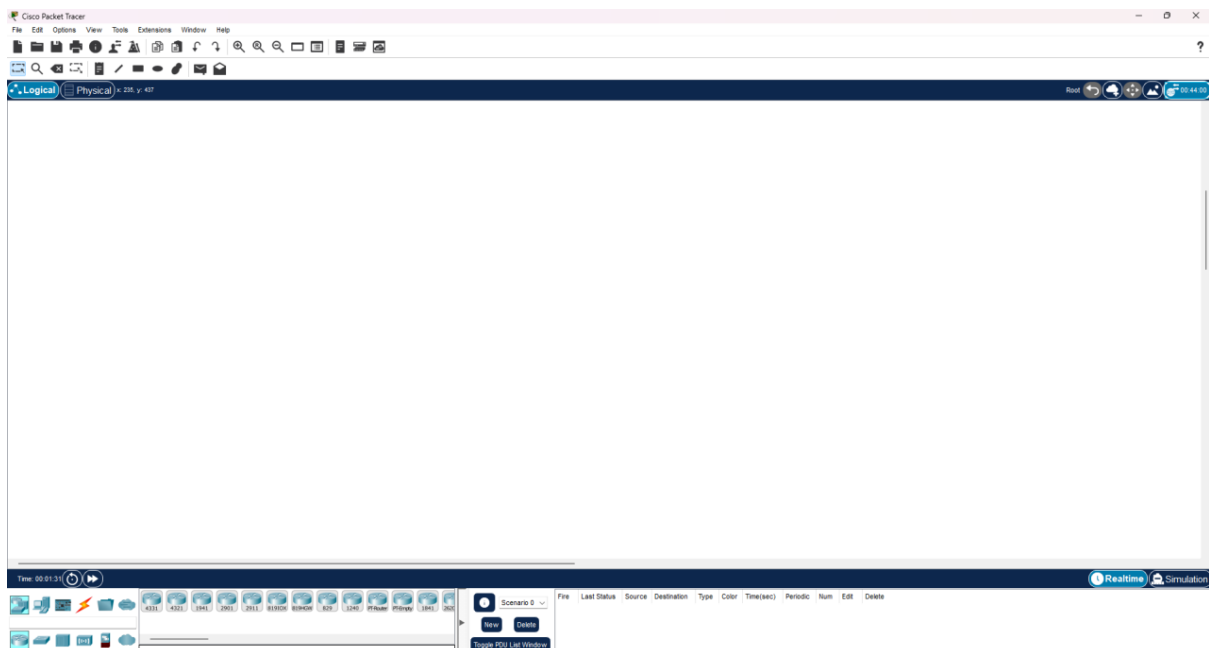 Cisco Packet Tracer
File Edit Options View Tools Extensions Window Help
?
Logical Physical x: 235, y: 437 Root 00:44:00
Time: 00:01:31 Realtime Simulation
4331 4321 1941 2901 2911 819IOX 819HGW 829 1240 PT-Router PT-Empty 1841
Scenario 0 Fire Last Status Source Destination Type Color Time(sec) Periodic Num Edit Delete
New Delete
Toggle PDU List Window